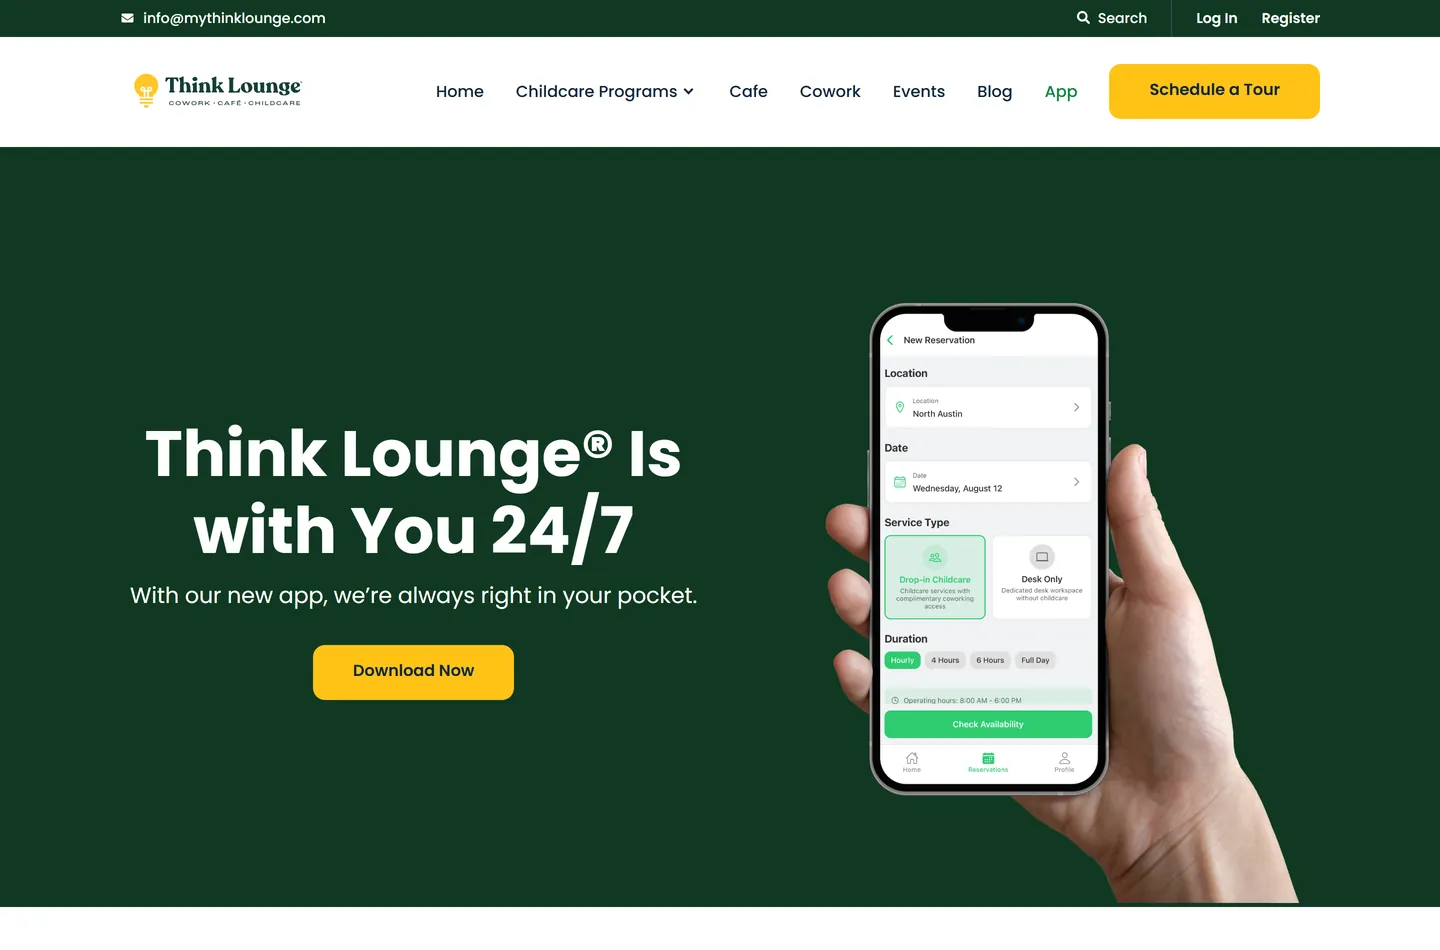 info@mythinklounge.com
Search
Log In
Register
Think Lounge
COWORK · CAFÉ · CHILDCARE
Home
Childcare Programs
Cafe
Cowork
Events
Blog
App
Schedule a Tour
Think Lounge® Is
with You 24/7
With our new app, we’re always right in your pocket.
Download Now
New Reservation
Location
Location
North Austin
Date
Date
Wednesday, August 12
Service Type
Drop-in Childcare
Childcare services with
complimentary coworking
access
Desk Only
Dedicated desk workspace
without childcare
Duration
Hourly
4 Hours
6 Hours
Full Day
Operating hours: 8:00 AM - 6:00 PM
Check Availability
Home
Reservations
Profile